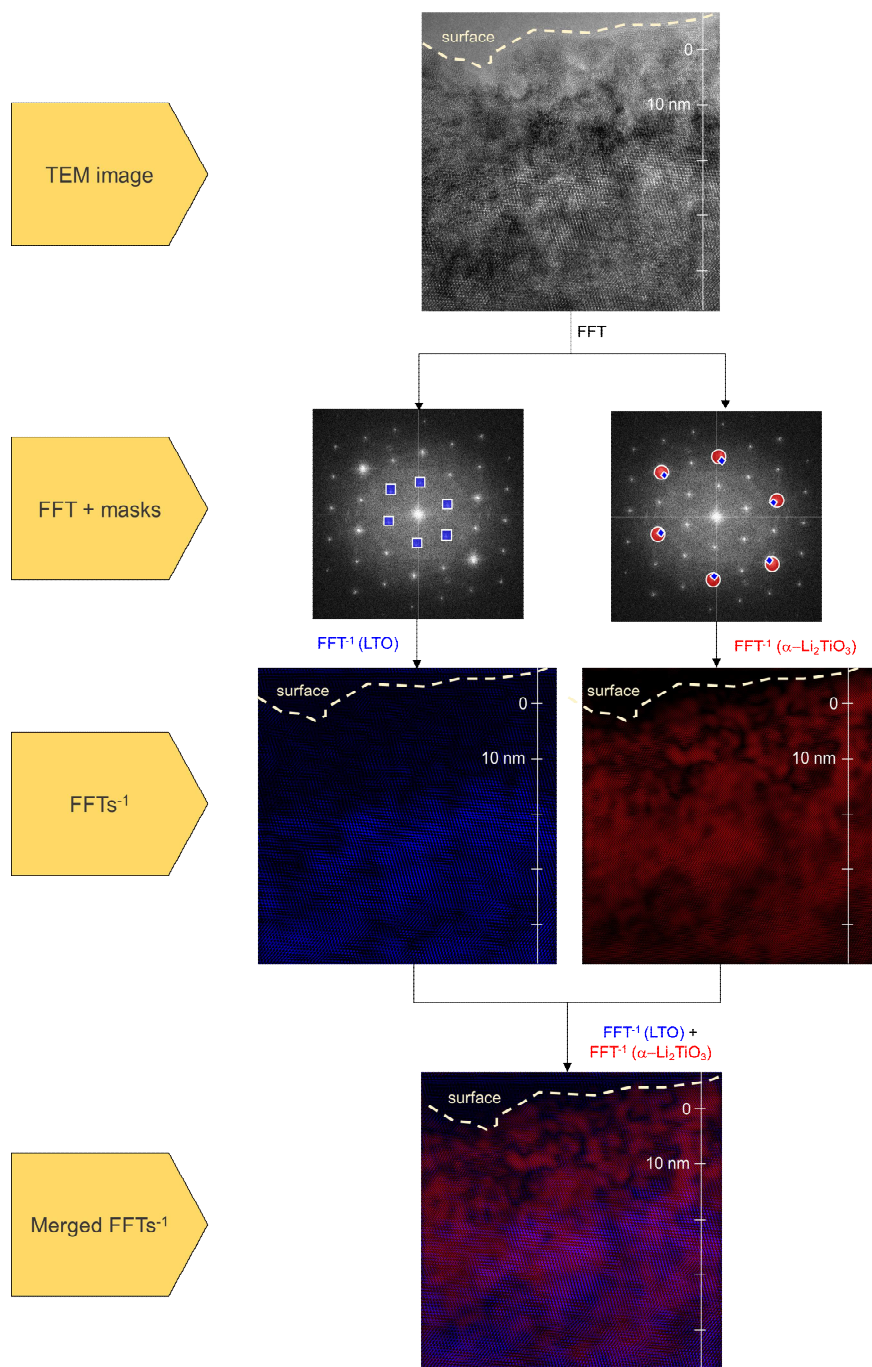 surface
0
10 nm
TEM image
FFT
FFT + masks
FFT⁻¹ (LTO)
FFT⁻¹ (α–Li₂TiO₃)
surface
0
10 nm
surface
0
10 nm
FFTs⁻¹
FFT⁻¹ (LTO) +
FFT⁻¹ (α–Li₂TiO₃)
surface
0
10 nm
Merged FFTs⁻¹